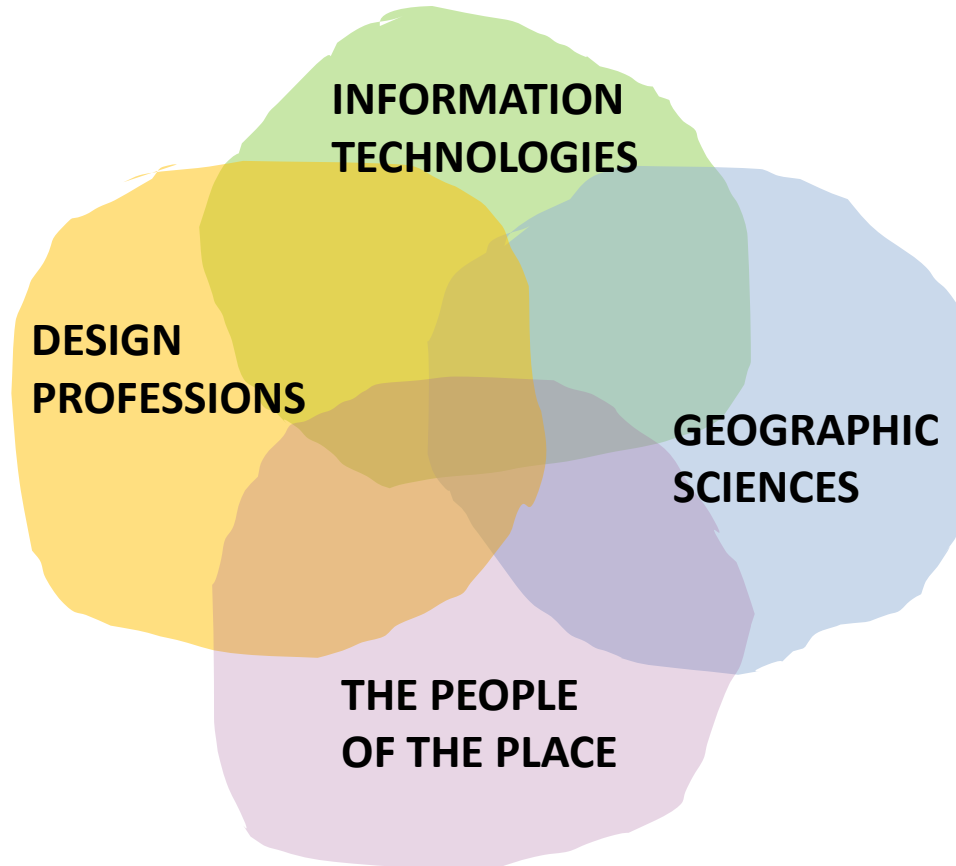 INFORMATION
TECHNOLOGIES
DESIGN
PROFESSIONS
GEOGRAPHIC
SCIENCES
THE PEOPLE
OF THE PLACE